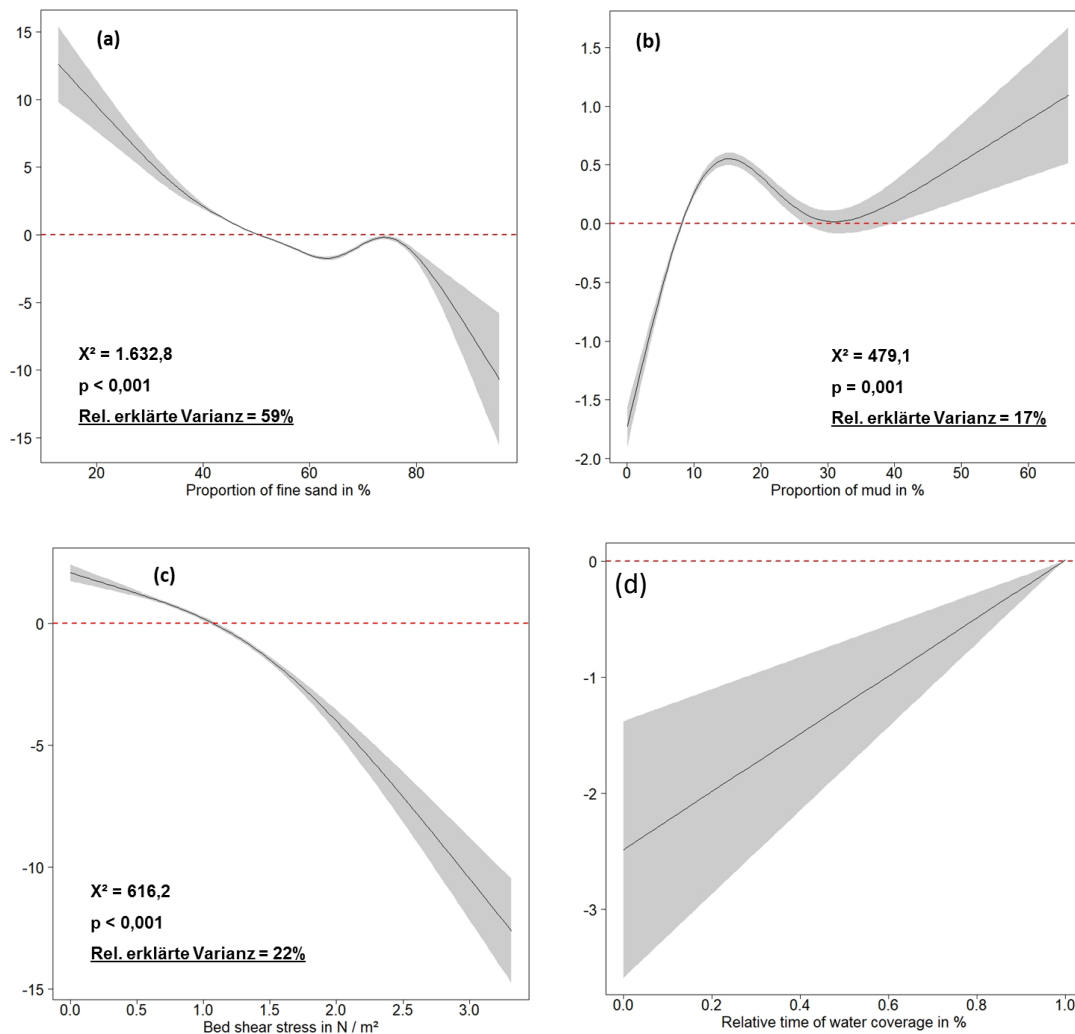 (a)
15
10
5
0
-5
-10
-15
X² = 1.632,8
p < 0,001
Rel. erklärte Varianz = 59%
20 40 60 80
Proportion of fine sand in %
(b)
1.5
1.0
0.5
0.0
-0.5
-1.0
-1.5
-2.0
X² = 479,1
p = 0,001
Rel. erklärte Varianz = 17%
0 10 20 30 40 50 60
Proportion of mud in %
(c)
0
-5
-10
-15
X² = 616,2
p < 0,001
Rel. erklärte Varianz = 22%
0.0 0.5 1.0 1.5 2.0 2.5 3.0
Bed shear stress in N / m²
(d)
0
-1
-2
-3
0.0 0.2 0.4 0.6 0.8 1.0
Relative time of water coverage in %